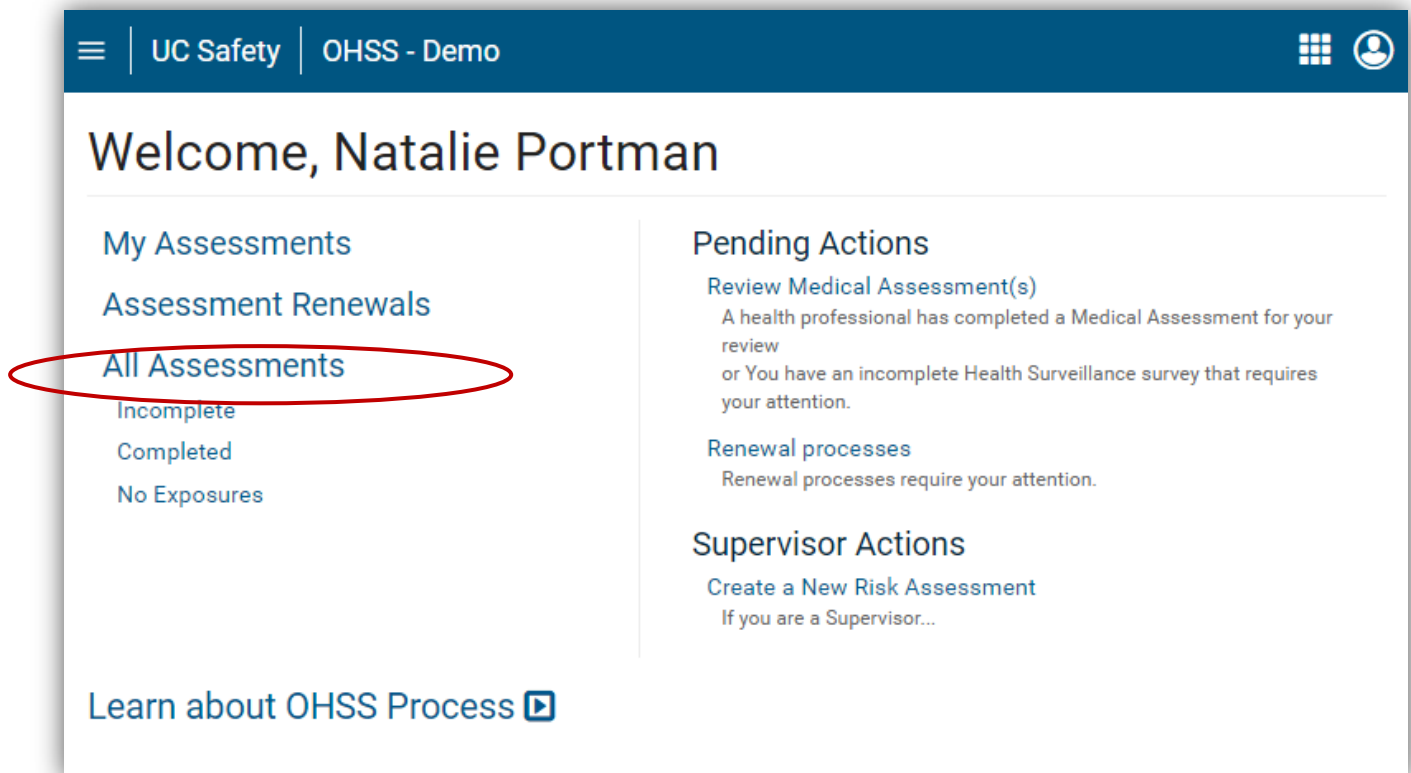 UC Safety OHSS - Demo
Welcome, Natalie Portman
My Assessments
Assessment Renewals
All Assessments
Incomplete
Completed
No Exposures
Pending Actions
Review Medical Assessment(s)
A health professional has completed a Medical Assessment for your
review
or You have an incomplete Health Surveillance survey that requires
your attention.
Renewal processes
Renewal processes require your attention.
Supervisor Actions
Create a New Risk Assessment
If you are a Supervisor...
Learn about OHSS Process